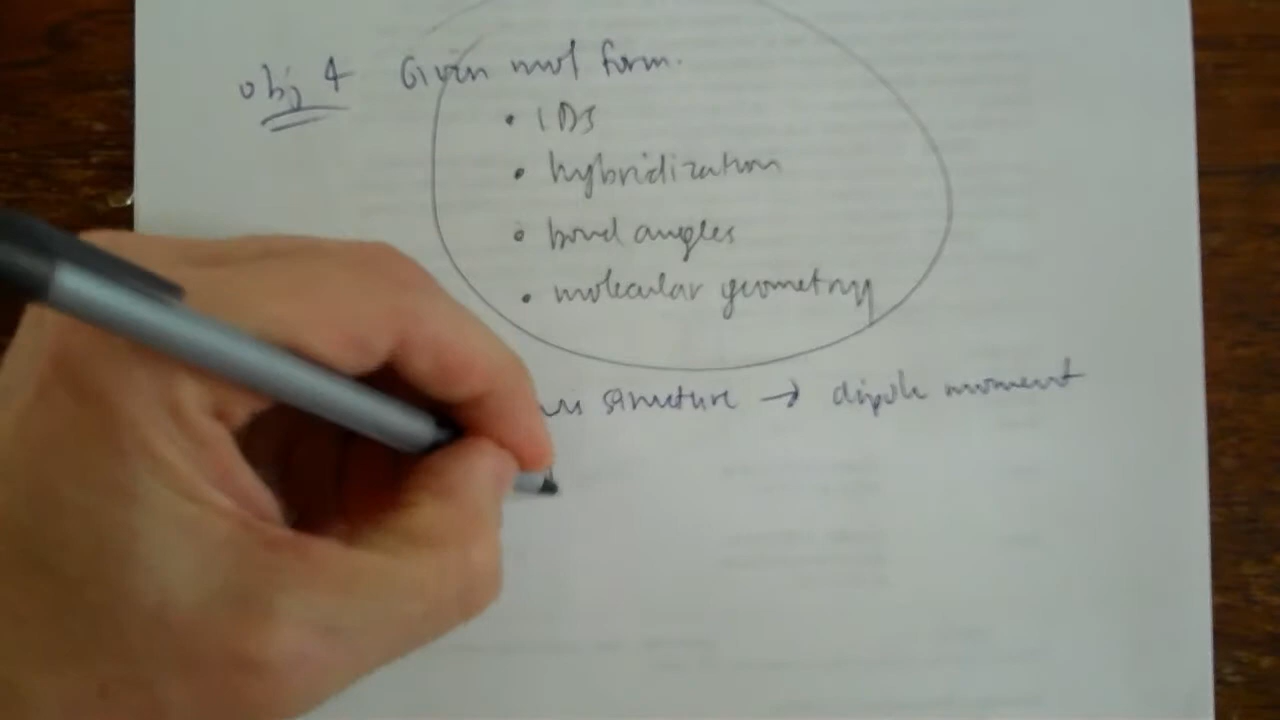 obj 4 Given mol form.
• LDS
• hybridization
• bond angles
• molecular geometry
structure → dipole moment